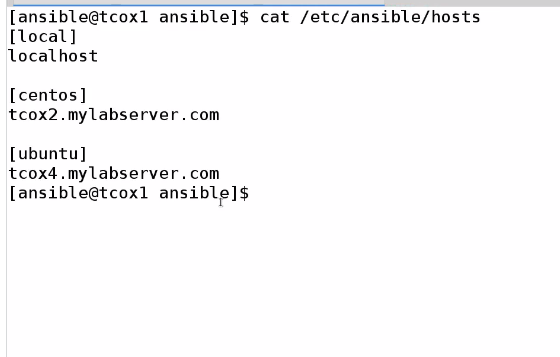 [ansible@tcox1 ansible]$ cat /etc/ansible/hosts
[local]
localhost
[centos]
tcox2.mylabserver.com
[ubuntu]
tcox4.mylabserver.com
[ansible@tcox1 ansible]$